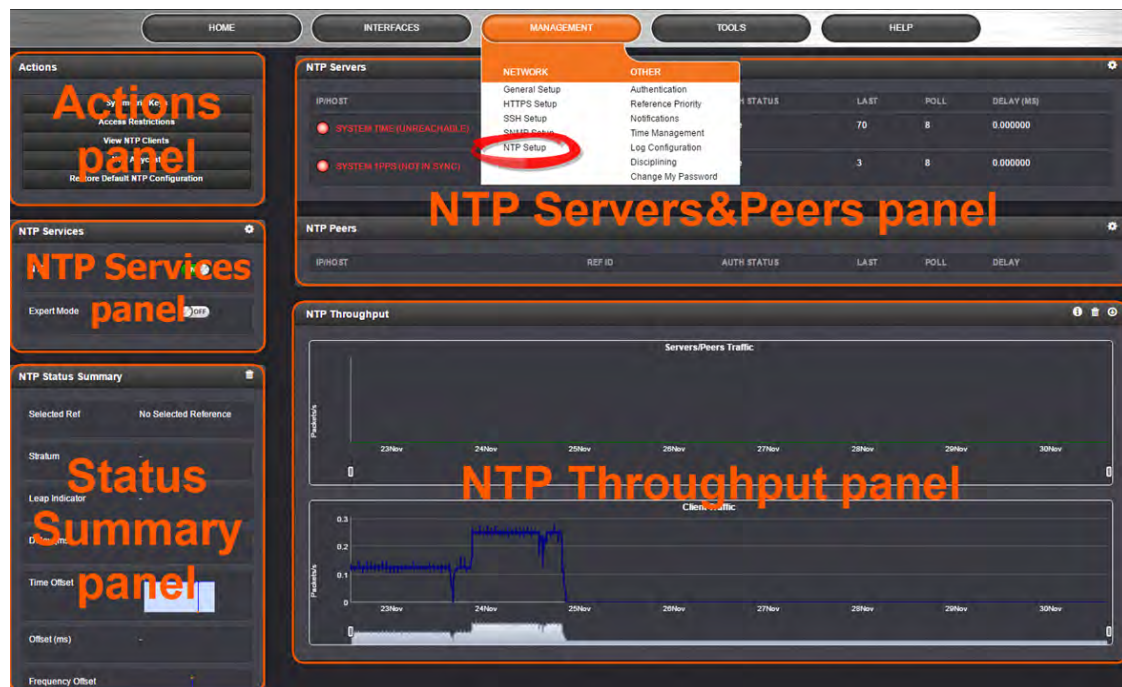 HOME INTERFACES MANAGEMENT TOOLS HELP
NETWORK OTHER
General Setup Authentication
HTTPS Setup Reference Priority
SSH Setup Notifications
SNMP Setup Time Management
NTP Setup Log Configuration
Disciplining
Change My Password
Actions
Access Restrictions
View NTP Clients
Restore Default NTP Configuration
Actions
panel
NTP Servers
IP/HOST STATUS LAST POLL DELAY (MS)
SYSTEM TIME (UNREACHABLE) 70 8 0.000000
SYSTEM 1PPS (NOT IN SYNC) 3 8 0.000000
NTP Servers&Peers panel
NTP Peers
IP/HOST REF ID AUTH STATUS LAST POLL DELAY
NTP Services
Expert Mode OFF
NTP Services
panel
NTP Status Summary
Selected Ref No Selected Reference
Stratum -
Leap Indicator -
Time Offset
Offset (ms) -
Frequency Offset
Status
Summary
panel
NTP Throughput
Servers/Peers Traffic
Packets/s
23Nov 24Nov 25Nov 26Nov 27Nov 28Nov 29Nov 30Nov
NTP Throughput panel
Client Traffic
Packets/s
0.3
0.2
0.1
0
23Nov 24Nov 25Nov 26Nov 27Nov 28Nov 29Nov 30Nov